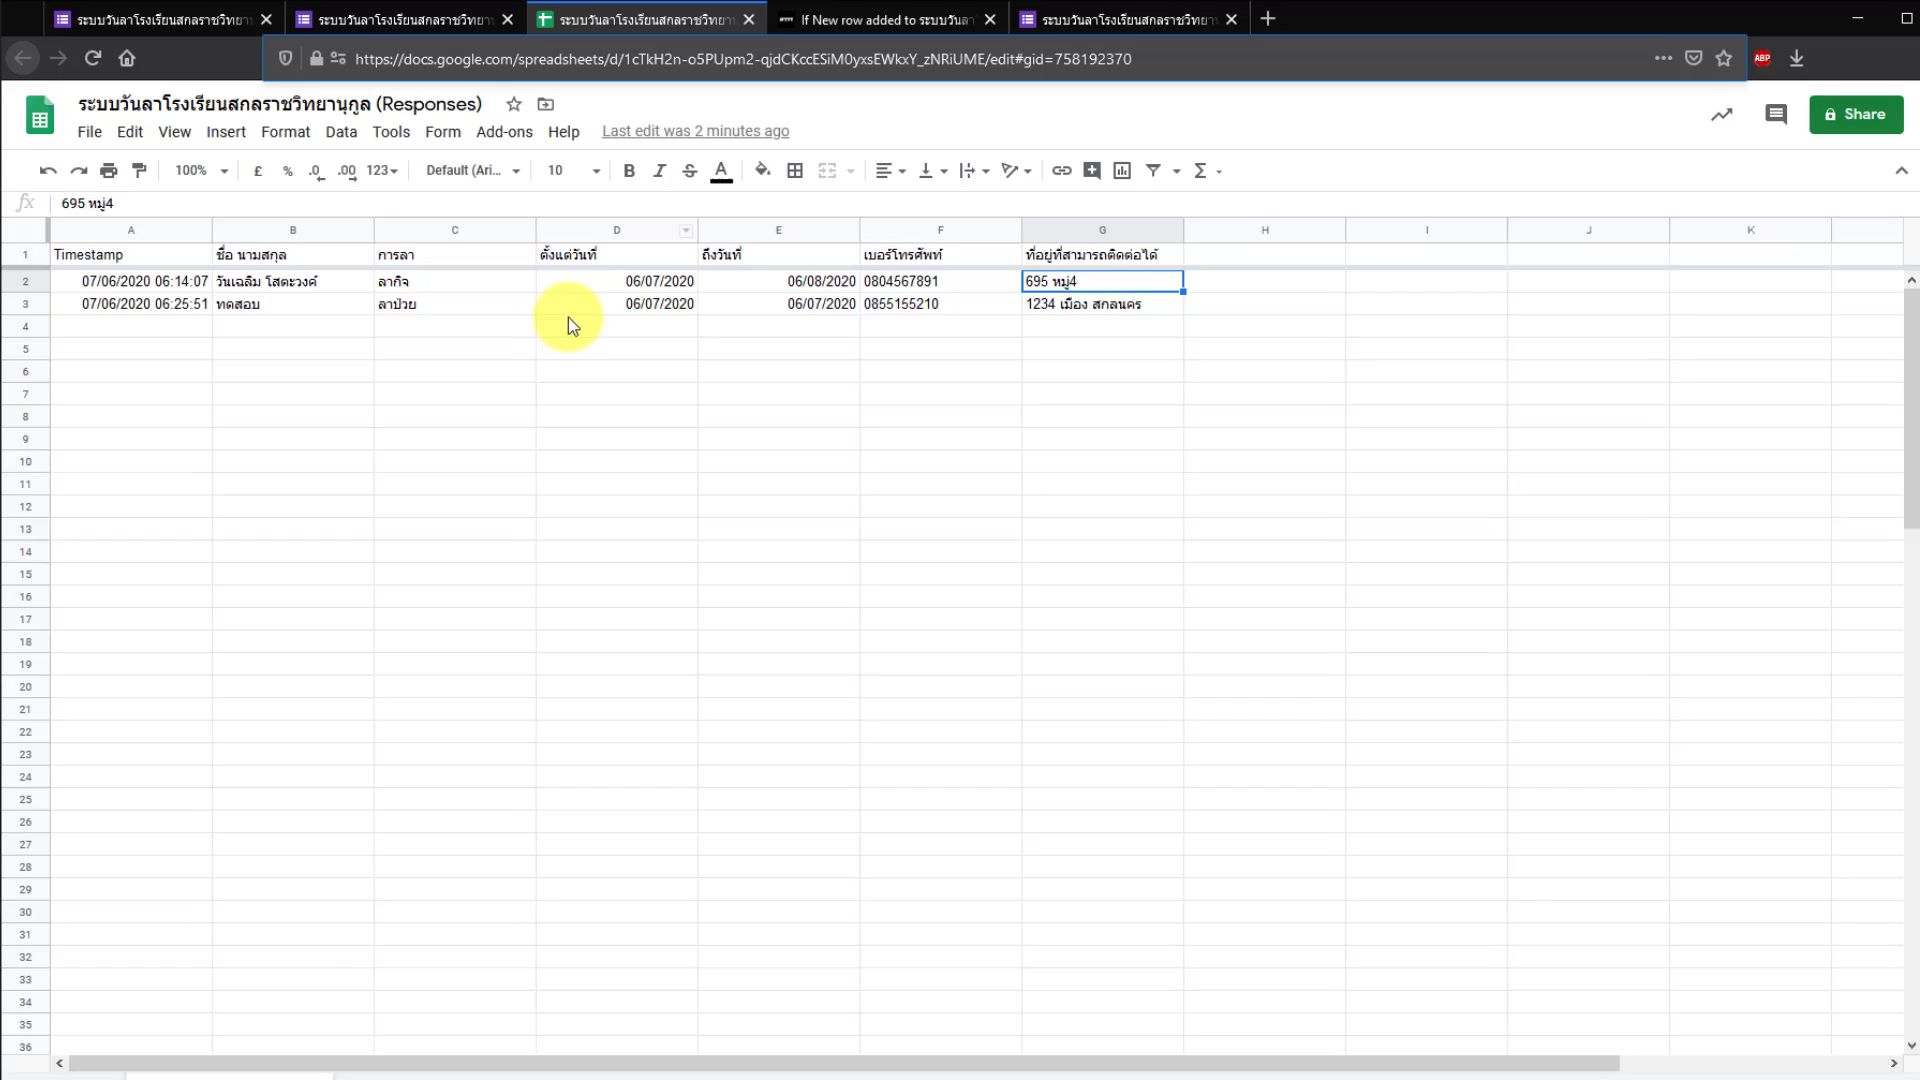 ระบบวันลาโรงเรียนสกลราชวิทยานุ
ระบบวันลาโรงเรียนสกลราชวิทยานุ
ระบบวันลาโรงเรียนสกลราชวิทยานุ
IFTTT If New row added to ระบบวันลา
ระบบวันลาโรงเรียนสกลราชวิทยานุ
https://docs.google.com/spreadsheets/d/1cTkH2n-o5PUpm2-qjdCKccESiM0yxsEWkxY_zNRiUME/edit#gid=758192370
ABP
ระบบวันลาโรงเรียนสกลราชวิทยานุกูล (Responses)
File Edit View Insert Format Data Tools Form Add-ons Help Last edit was 2 minutes ago
Share
100% £ % .0 .00 123 Default (Ari... 10 B I S A Σ
fx 695 หมู่4
A B C D E F G H I J K
1 Timestamp ชื่อ นามสกุล การลา ตั้งแต่วันที่ ถึงวันที่ เบอร์โทรศัพท์ ที่อยู่ที่สามารถติดต่อได้
2 07/06/2020 06:14:07 วันเฉลิม โสตะวงค์ ลากิจ 06/07/2020 06/08/2020 0804567891 695 หมู่4
3 07/06/2020 06:25:51 ทดสอบ ลาป่วย 06/07/2020 06/07/2020 0855155210 1234 เมือง สกลนคร
4
5
6
7
8
9
10
11
12
13
14
15
16
17
18
19
20
21
22
23
24
25
26
27
28
29
30
31
32
33
34
35
36